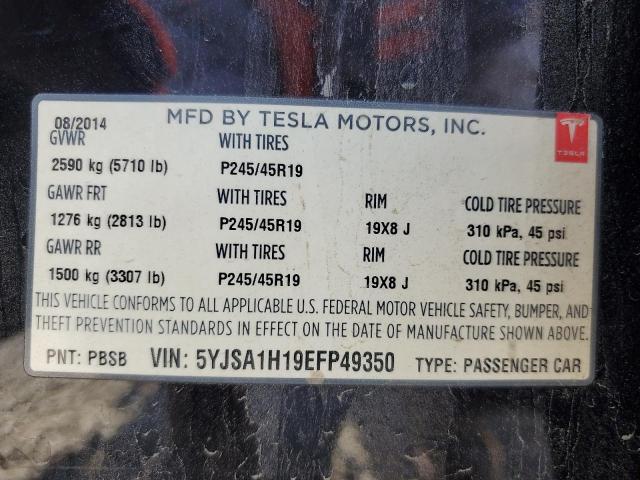 08/2014 MFD BY TESLA MOTORS, INC.
TESLA
GVWR WITH TIRES
2590 kg (5710 lb) P245/45R19
GAWR FRT WITH TIRES RIM COLD TIRE PRESSURE
1276 kg (2813 lb) P245/45R19 19X8 J 310 kPa, 45 psi
GAWR RR WITH TIRES RIM COLD TIRE PRESSURE
1500 kg (3307 lb) P245/45R19 19X8 J 310 kPa, 45 psi
THIS VEHICLE CONFORMS TO ALL APPLICABLE U.S. FEDERAL MOTOR VEHICLE SAFETY, BUMPER, AND
THEFT PREVENTION STANDARDS IN EFFECT ON THE DATE OF MANUFACTURE SHOWN ABOVE.
PNT: PBSB VIN: 5YJSA1H19EFP49350 TYPE: PASSENGER CAR